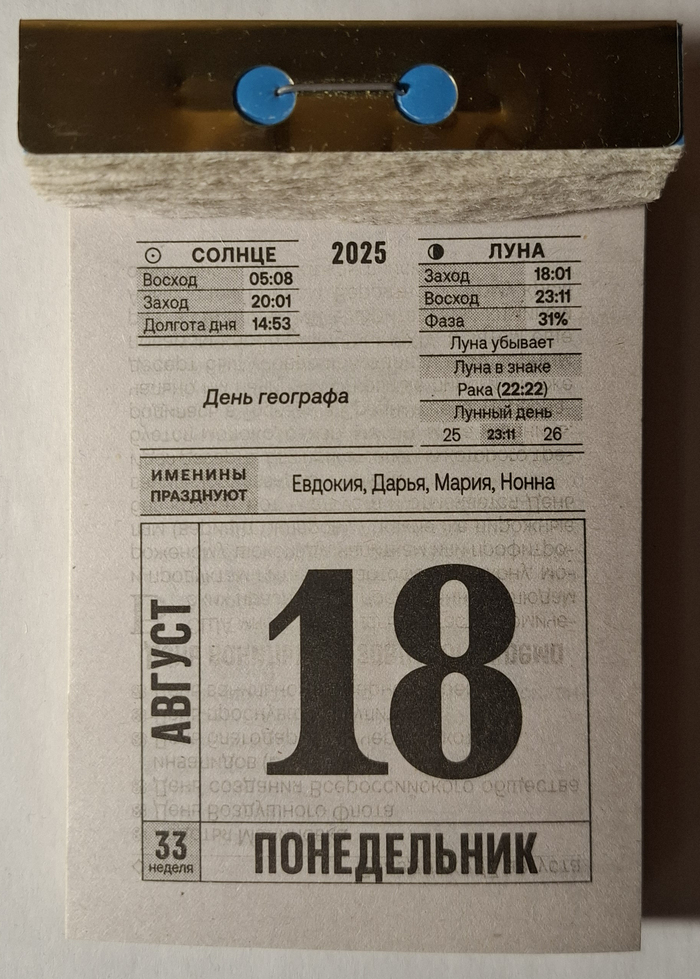 СОЛНЦЕ
Восход 05:08
Заход 20:01
Долгота дня 14:53
2025
ЛУНА
Заход 18:01
Восход 23:11
Фаза 31%
Луна убывает
Луна в знаке
Рака (22:22)
Лунный день
25 23:11 26
День географа
ИМЕНИНЫ
ПРАЗДНУЮТ
Евдокия, Дарья, Мария, Нонна
АВГУСТ
18
33
неделя
ПОНЕДЕЛЬНИК